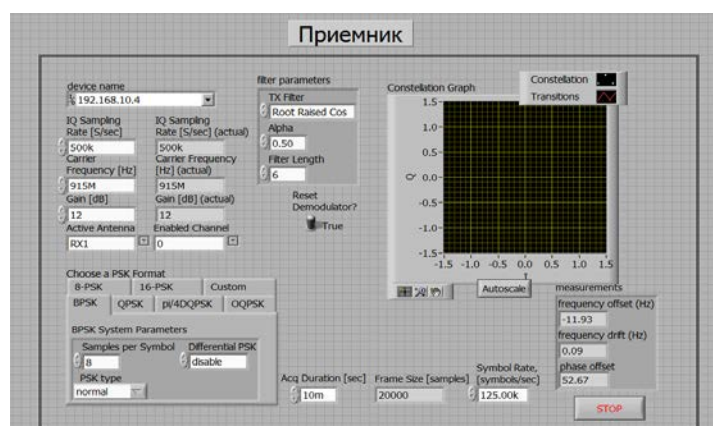 Приемник
device name
192.168.10.4
IQ Sampling
Rate [S/sec]
500k
IQ Sampling
Rate [S/sec] (actual)
500k
Carrier
Frequency [Hz]
915M
Carrier Frequency
[Hz] (actual)
915M
Gain [dB]
12
Gain [dB] (actual)
12
Active Antenna
RX1
Enabled Channel
0
filter parameters
TX Filter
Root Raised Cos
Alpha
0.50
Filter Length
6
Reset
Demodulator?
True
Constellation Graph
Constellation
Transitions
1.5
1.0
0.5
0.0
-0.5
-1.0
-1.5
Q
-1.5 -1.0 -0.5 0.0 0.5 1.0 1.5
Autoscale
Choose a PSK Format
8-PSK 16-PSK Custom
BPSK QPSK pi/4DQPSK OQPSK
BPSK System Parameters
Samples per Symbol
8
Differential PSK
disable
PSK type
normal
Acq Duration [sec]
10m
Frame Size [samples]
20000
Symbol Rate,
[symbols/sec]
125.00k
measurements
frequency offset (Hz)
-11.93
frequency drift (Hz)
0.09
phase offset
52.67
STOP